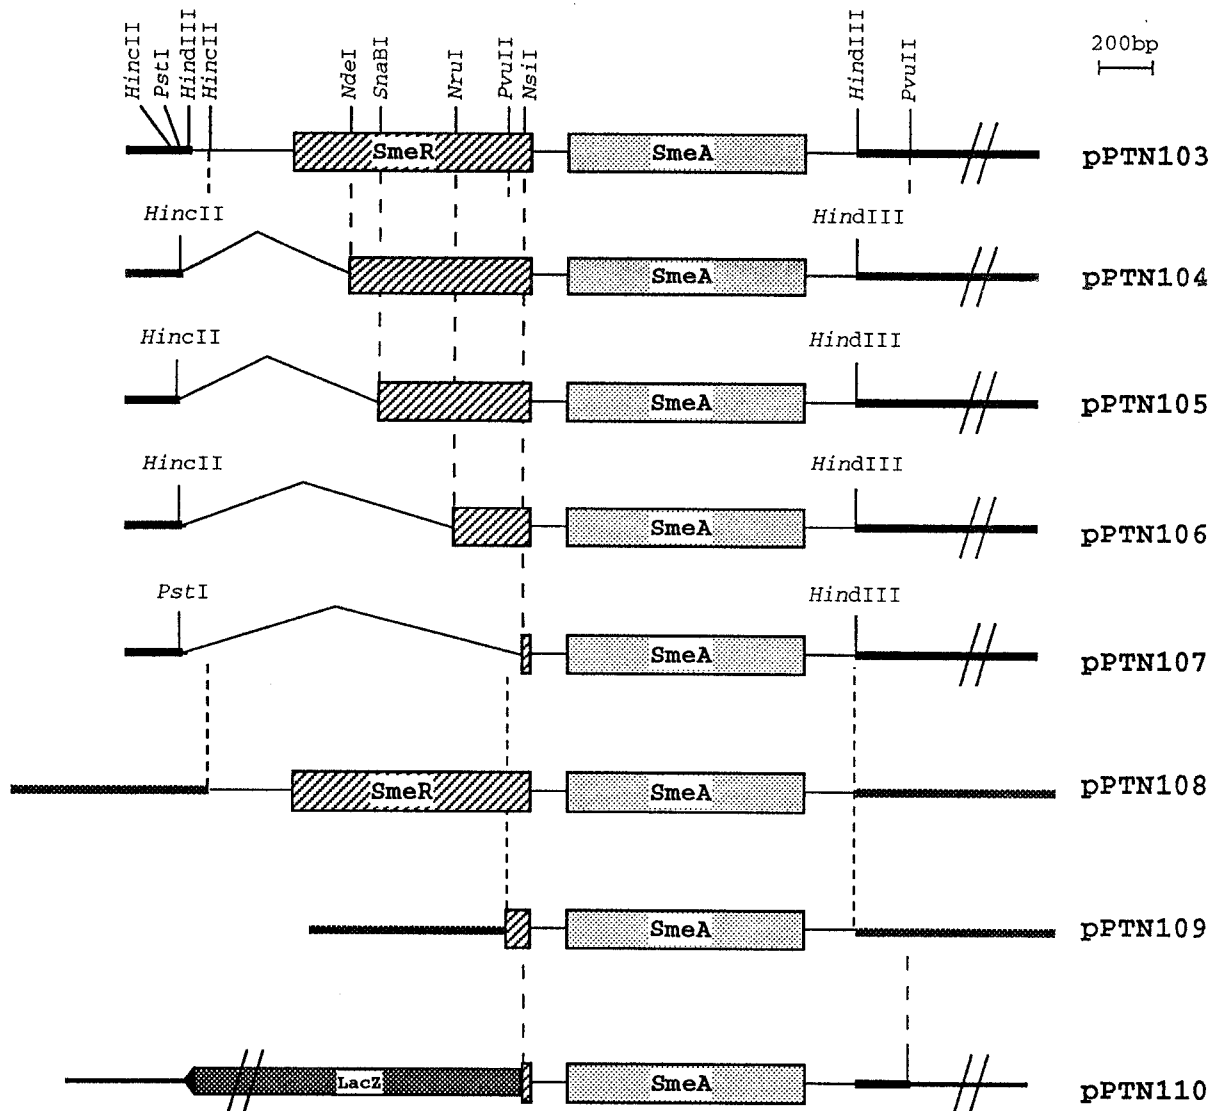 HincII
PstI
HindIII
HincII
NdeI
SnaBI
NruI
PvuII
NsiI
HindIII
PvuII
200bp
SmeR
SmeA
pPTN103
HincII
HindIII
SmeA
pPTN104
HincII
HindIII
SmeA
pPTN105
HincII
HindIII
SmeA
pPTN106
PstI
HindIII
SmeA
pPTN107
SmeR
SmeA
pPTN108
SmeA
pPTN109
LacZ
SmeA
pPTN110